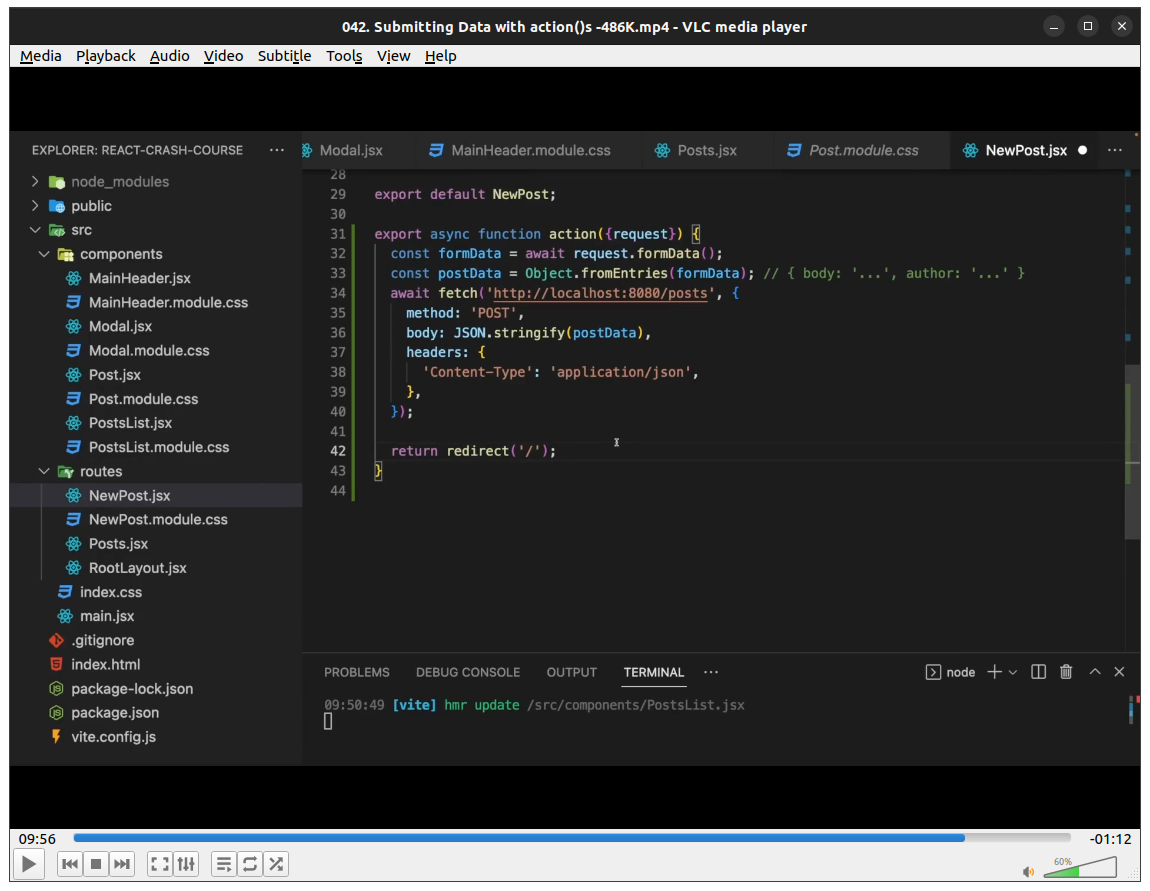 042. Submitting Data with action()s -486K.mp4 - VLC media player
Media Playback Audio Video Subtitle Tools View Help
EXPLORER: REACT-CRASH-COURSE ···
Modal.jsx MainHeader.module.css Posts.jsx Post.module.css NewPost.jsx ···
node_modules
public
src
components
MainHeader.jsx
MainHeader.module.css
Modal.jsx
Modal.module.css
Post.jsx
Post.module.css
PostsList.jsx
PostsList.module.css
routes
NewPost.jsx
NewPost.module.css
Posts.jsx
RootLayout.jsx
index.css
main.jsx
.gitignore
index.html
package-lock.json
package.json
vite.config.js
28
29 export default NewPost;
30
31 export async function action({request}) {
32 const formData = await request.formData();
33 const postData = Object.fromEntries(formData); // { body: '...', author: '...' }
34 await fetch('http://localhost:8080/posts', {
35 method: 'POST',
36 body: JSON.stringify(postData),
37 headers: {
38 'Content-Type': 'application/json',
39 },
40 });
41
42 return redirect('/');
43 }
44
PROBLEMS DEBUG CONSOLE OUTPUT TERMINAL ··· node
09:50:49 [vite] hmr update /src/components/PostsList.jsx
09:56 -01:12
60%